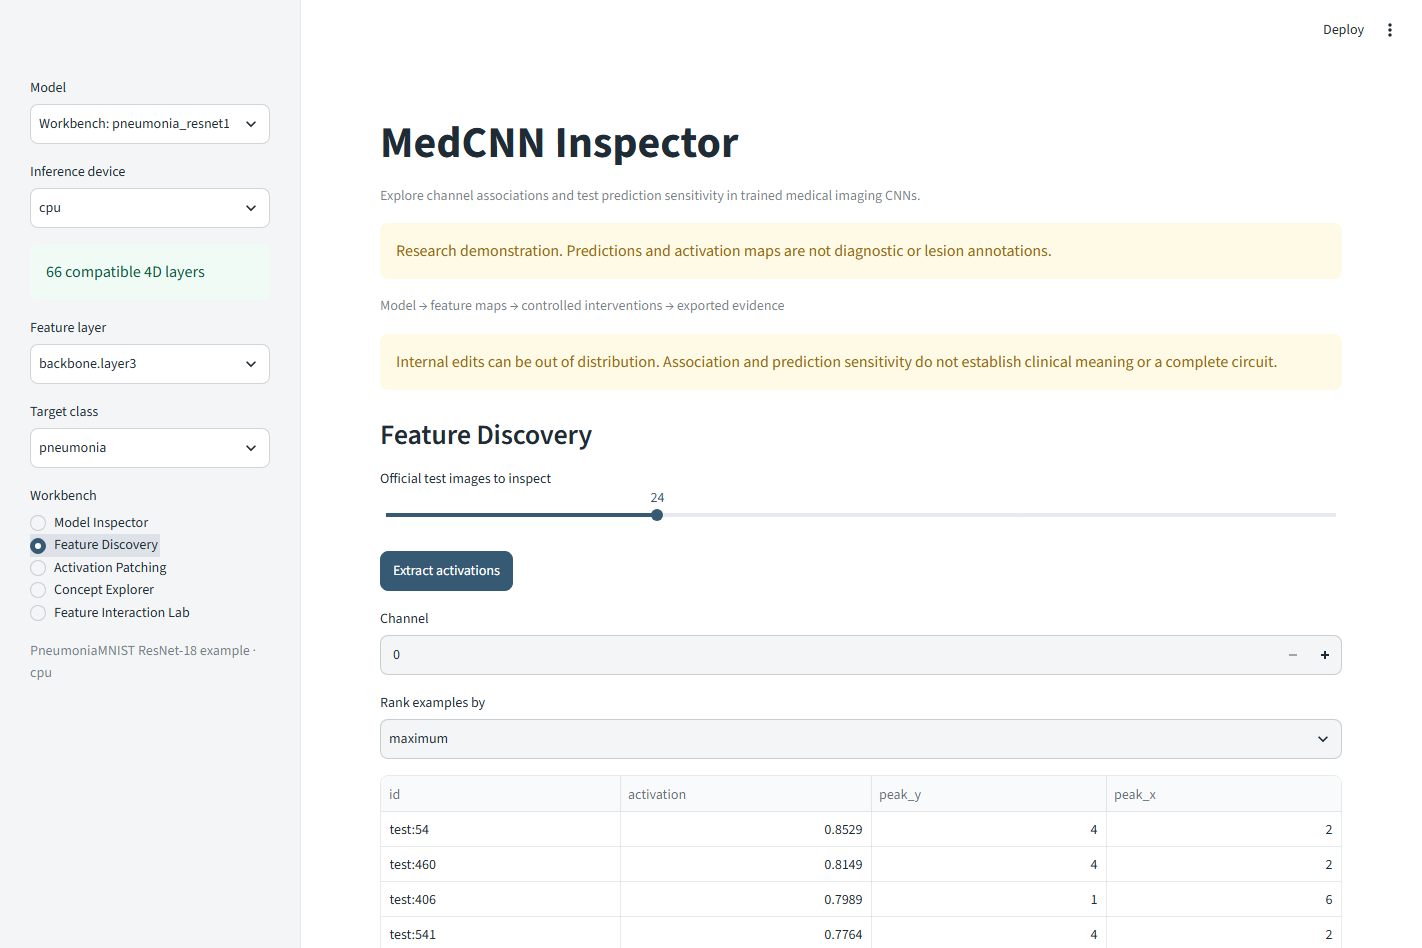 Deploy
Model
Workbench: pneumonia_resnet1
Inference device
cpu
66 compatible 4D layers
Feature layer
backbone.layer3
Target class
pneumonia
Workbench
Model Inspector
Feature Discovery
Activation Patching
Concept Explorer
Feature Interaction Lab
PneumoniaMNIST ResNet-18 example ·
cpu
MedCNN Inspector
Explore channel associations and test prediction sensitivity in trained medical imaging CNNs.
Research demonstration. Predictions and activation maps are not diagnostic or lesion annotations.
Model → feature maps → controlled interventions → exported evidence
Internal edits can be out of distribution. Association and prediction sensitivity do not establish clinical meaning or a complete circuit.
Feature Discovery
Official test images to inspect
24
Extract activations
Channel
0
Rank examples by
maximum
id activation peak_y peak_x
test:54 0.8529 4 2
test:460 0.8149 4 2
test:406 0.7989 1 6
test:541 0.7764 4 2